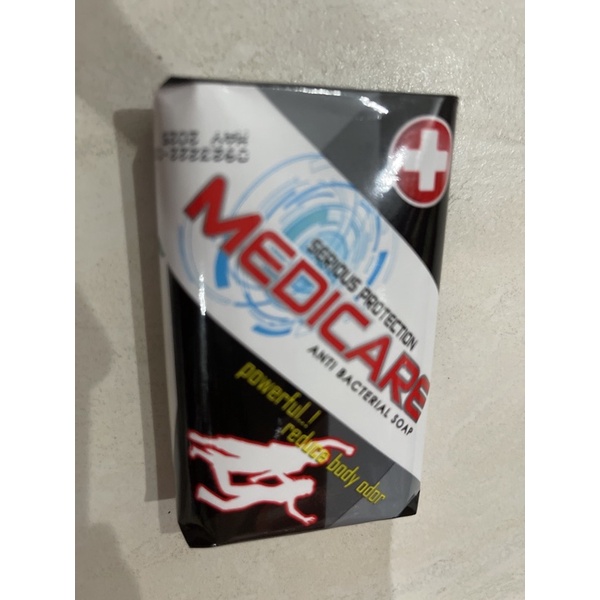 SERIOUS PROTECTION
MEDICARE
ANTI BACTERIAL SOAP
powerful..!
reduce body odor